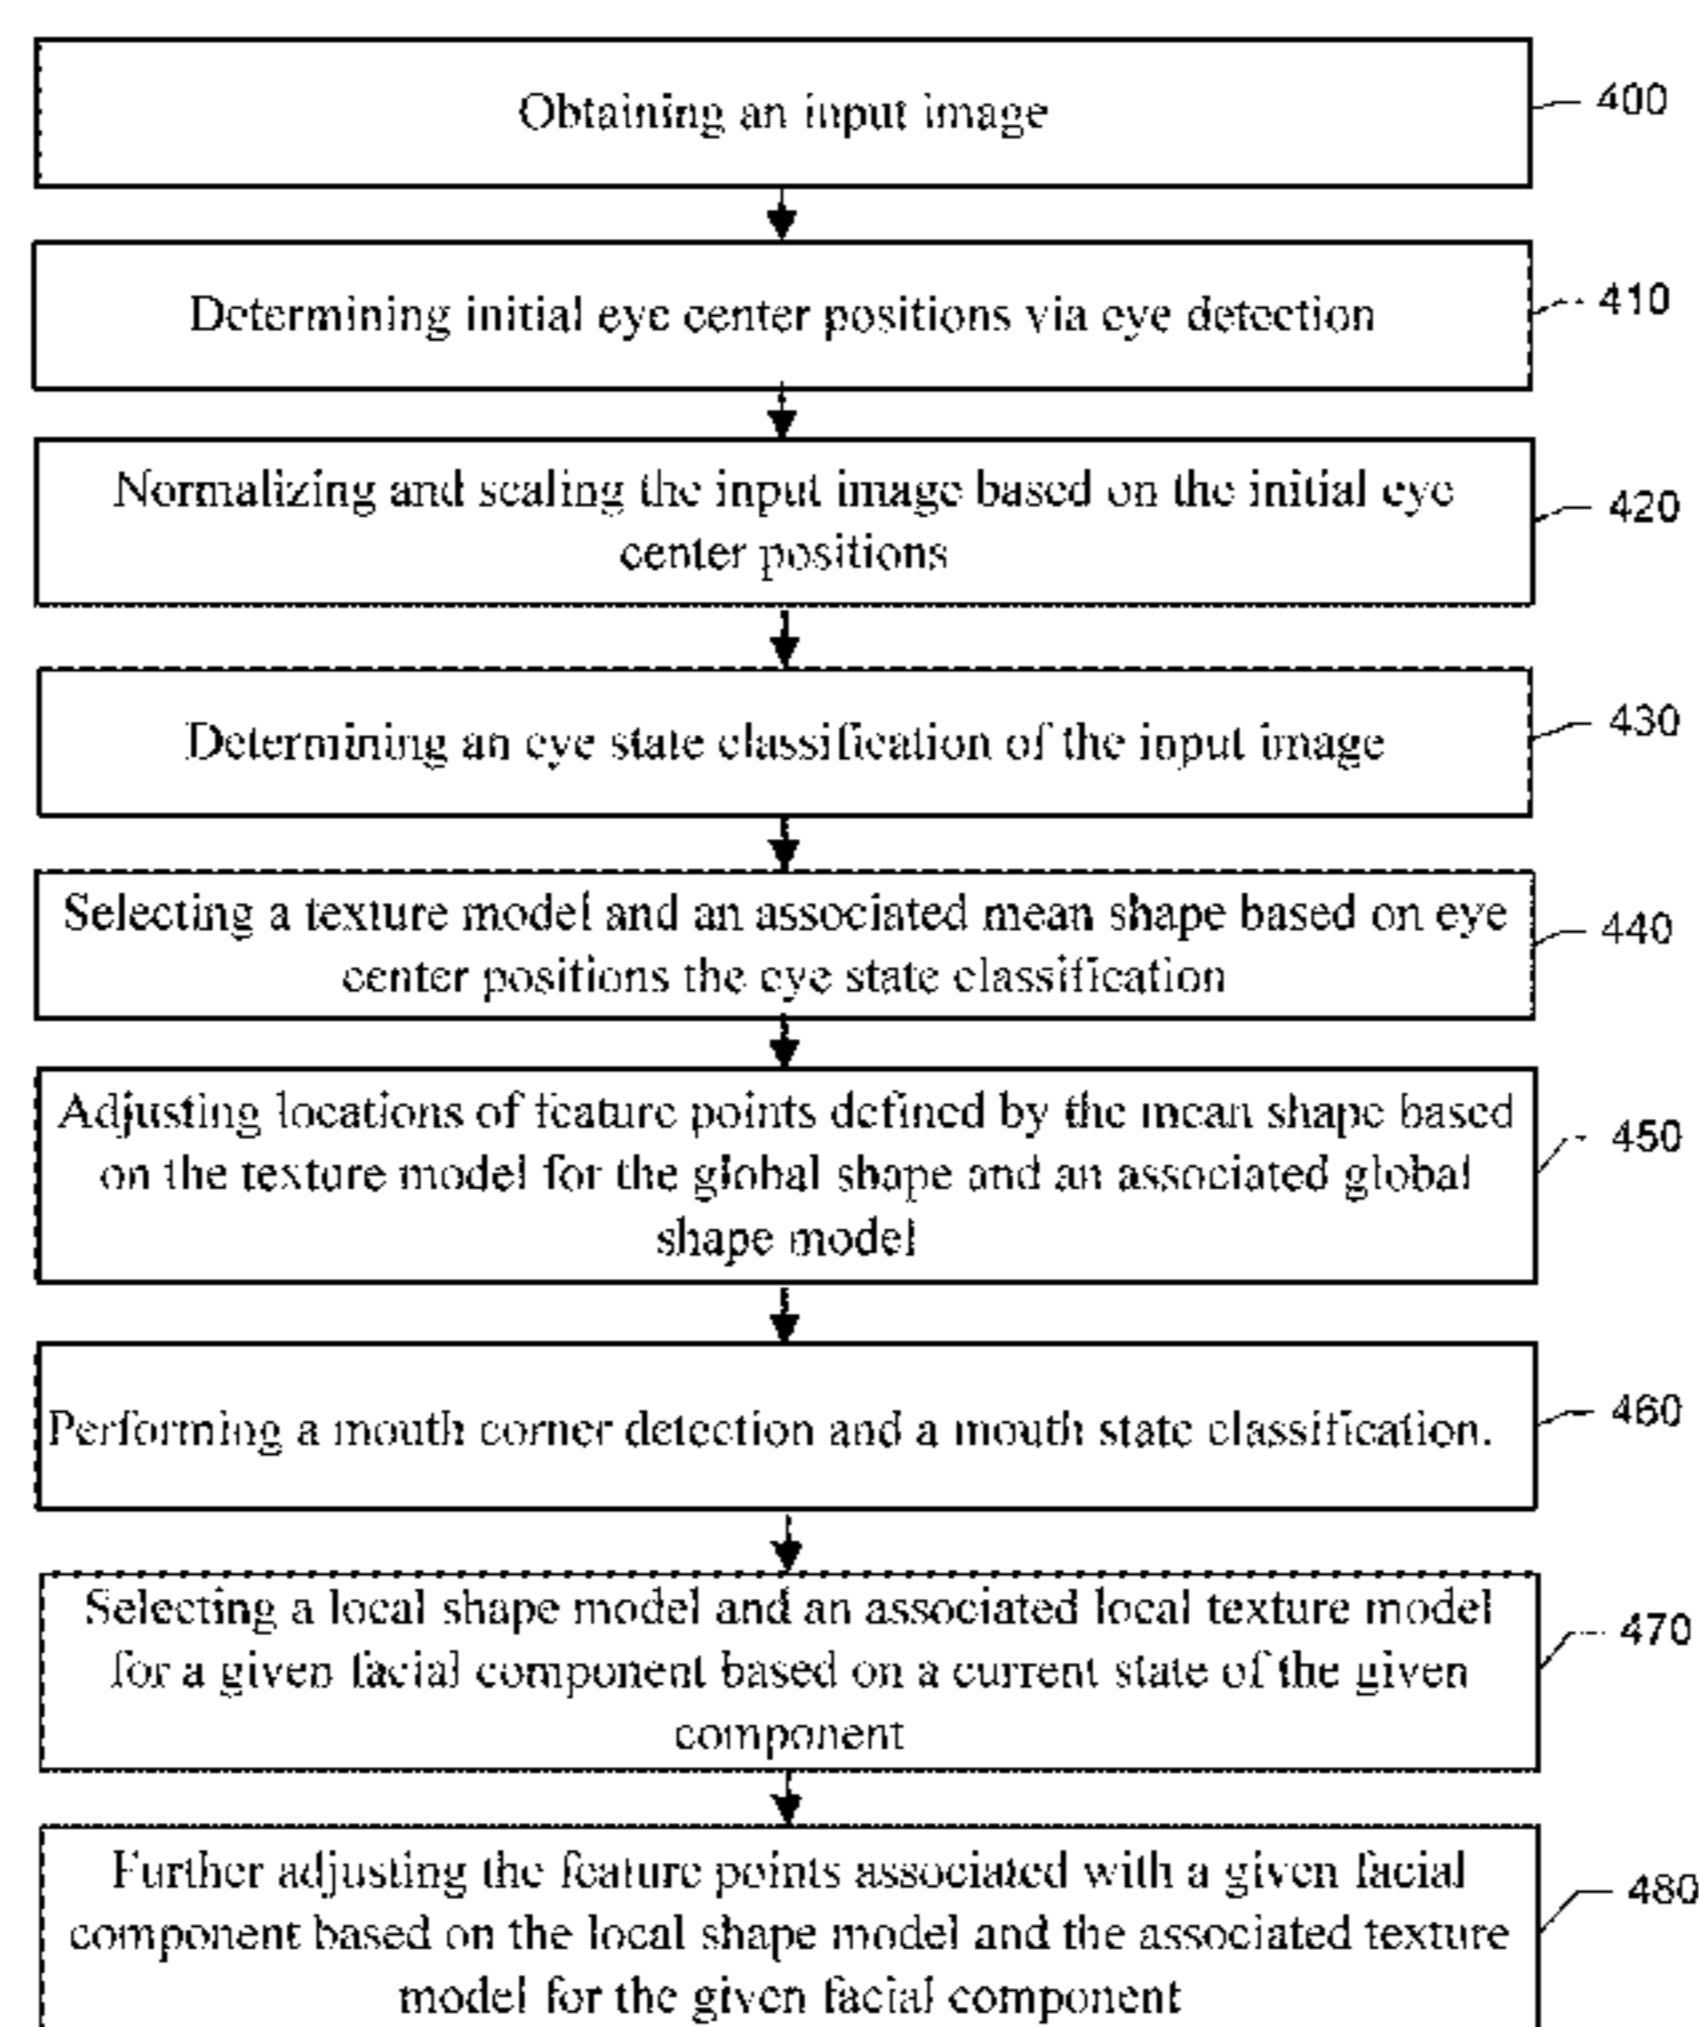 Obtaining an input image
400
Determining initial eye center positions via eye detection
410
Normalizing and scaling the input image based on the initial eye
center positions
420
Determining an eye state classification of the input image
430
Selecting a texture model and an associated mean shape based on eye
center positions the eye state classification
440
Adjusting locations of feature points defined by the mean shape based
on the texture model for the global shape and an associated global
shape model
450
Performing a mouth corner detection and a mouth state classification.
460
Selecting a local shape model and an associated local texture model
for a given facial component based on a current state of the given
component
470
Further adjusting the feature points associated with a given facial
component based on the local shape model and the associated texture
model for the given facial component
480